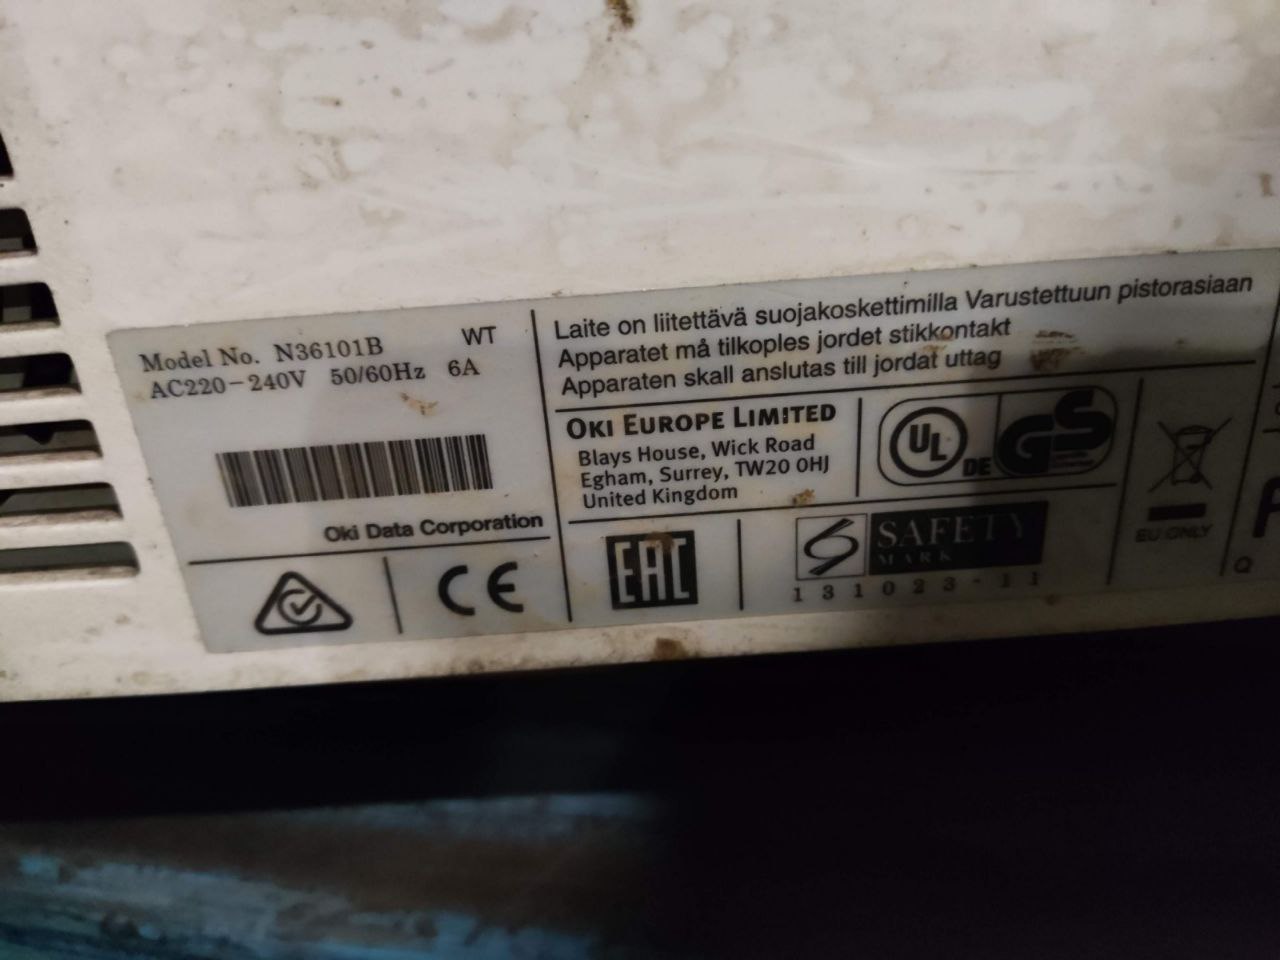 Model No. N36101B WT
AC220-240V 50/60Hz 6A
Oki Data Corporation
CE
Laite on liitettävä suojakoskettimilla Varustettuun pistorasiaan
Apparatet må tilkoples jordet stikkontakt
Apparaten skall anslutas till jordat uttag
OKI EUROPE LIMITED
Blays House, Wick Road
Egham, Surrey, TW20 0HJ
United Kingdom
UL DE GS
EU ONLY
EAC
SAFETY
MARK
131023-11
Q